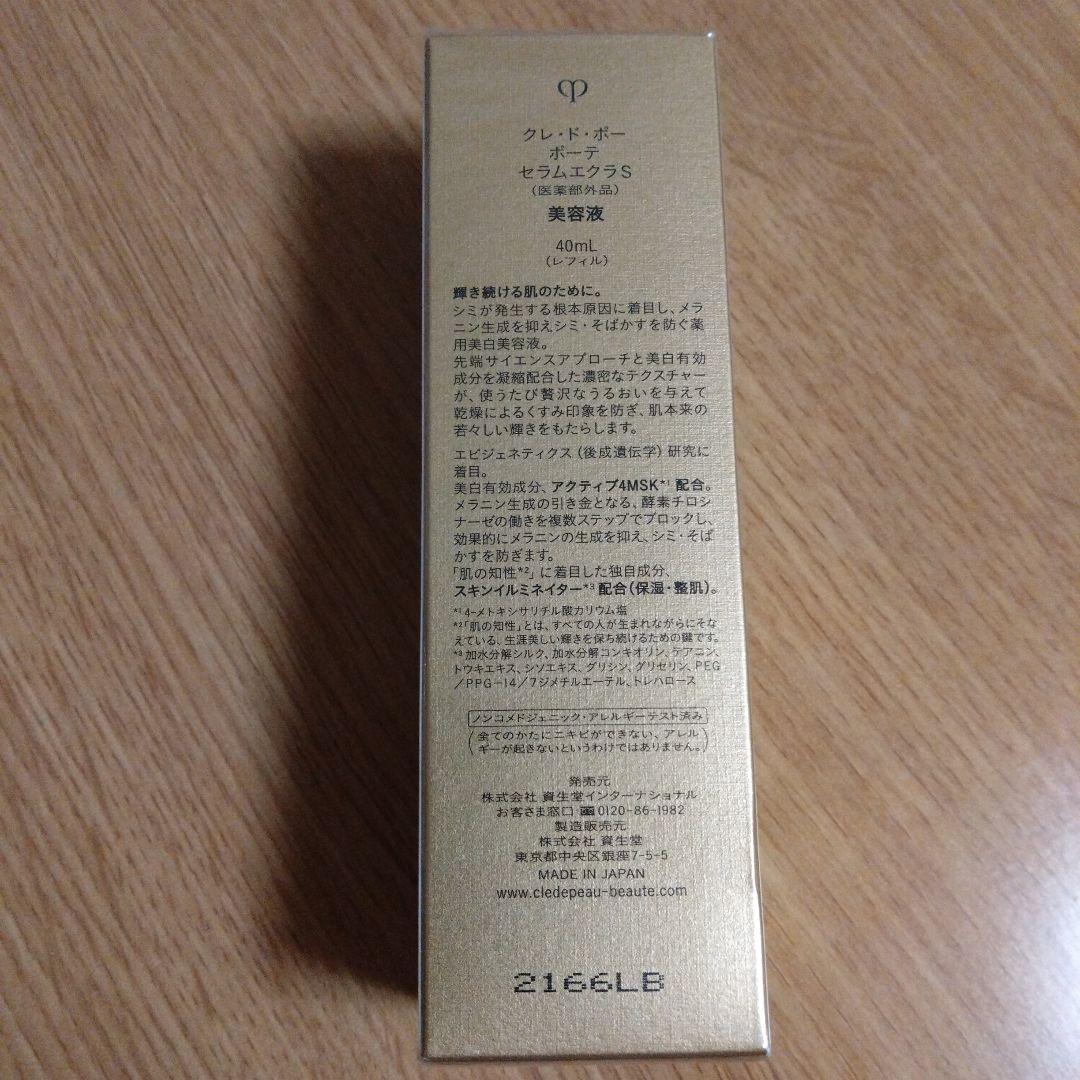 クレ・ド・ポー
ボーテ
セラムエクラS
（医薬部外品）
美容液
40mL
（レフィル）
輝き続ける肌のために。
シミが発生する根本原因に着目し、メラ
ニン生成を抑えシミ・そばかすを防ぐ薬
用美白美容液。
先端サイエンスアプローチと美白有効
成分を凝縮配合した濃密なテクスチャー
が、使うたび贅沢なうるおいを与えて
乾燥によるくすみ印象を防ぎ、肌本来の
若々しい輝きをもたらします。
エピジェネティクス（後成遺伝学）研究に
着目。
美白有効成分、アクティブ4MSK*¹ 配合。
メラニン生成の引き金となる、酵素チロシ
ナーゼの働きを複数ステップでブロックし、
効果的にメラニンの生成を抑え、シミ・そば
かすを防ぎます。
「肌の知性*²」に着目した独自成分、
スキンイルミネイター*³ 配合（保湿・整肌）。
*¹ 4-メトキシサリチル酸カリウム塩
*²「肌の知性」とは、すべての人が生まれながらにそな
えている、生涯美しい輝きを保ち続けるための鍵です。
*³ 加水分解シルク、加水分解コンキオリン、テアニン、
トウキエキス、シソエキス、グリシン、グリセリン、PEG
／PPG-14／7ジメチルエーテル、トレハロース
ノンコメドジェニック・アレルギーテスト済み
（全てのかたにニキビができない、アレル
ギーが起きないというわけではありません。）
発売元
株式会社 資生堂インターナショナル
お客さま窓口 0120-86-1982
製造販売元
株式会社 資生堂
東京都中央区銀座7-5-5
MADE IN JAPAN
www.cledepeau-beaute.com
2166LB